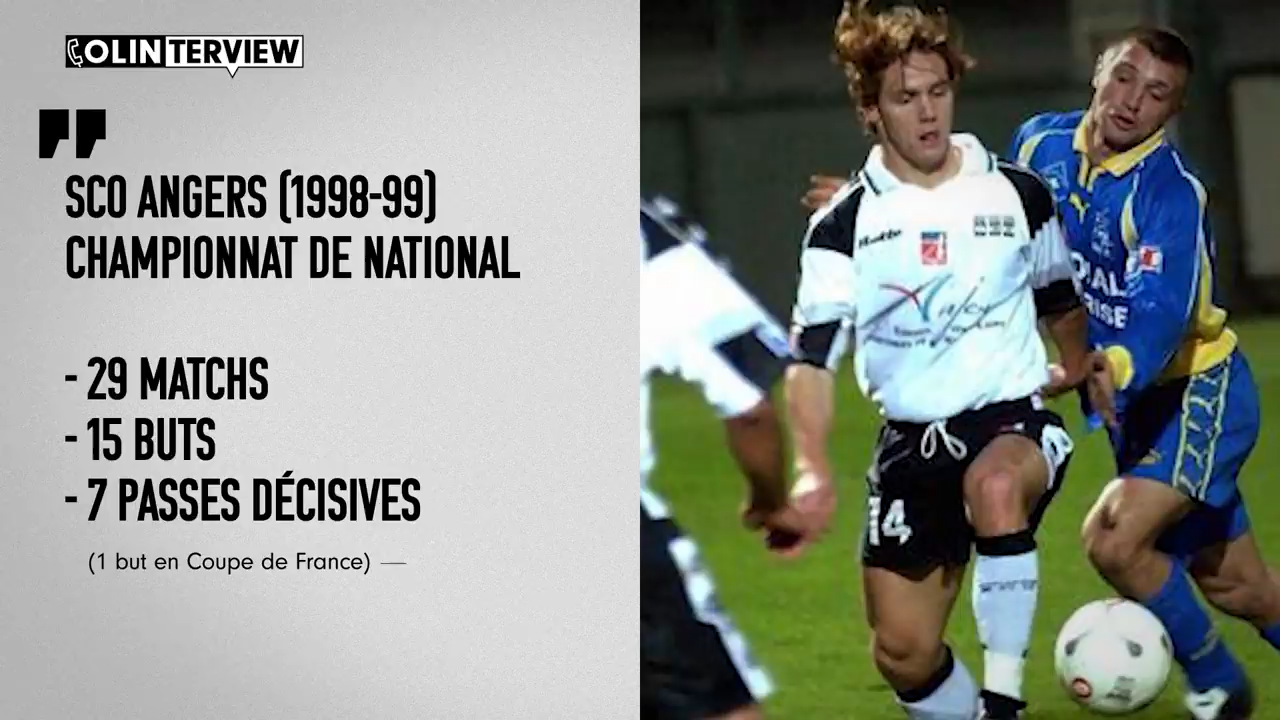 COLINTERVIEW
SCO ANGERS (1998-99)
CHAMPIONNAT DE NATIONAL
- 29 MATCHS
- 15 BUTS
- 7 PASSES DÉCISIVES
(1 but en Coupe de France) —
14